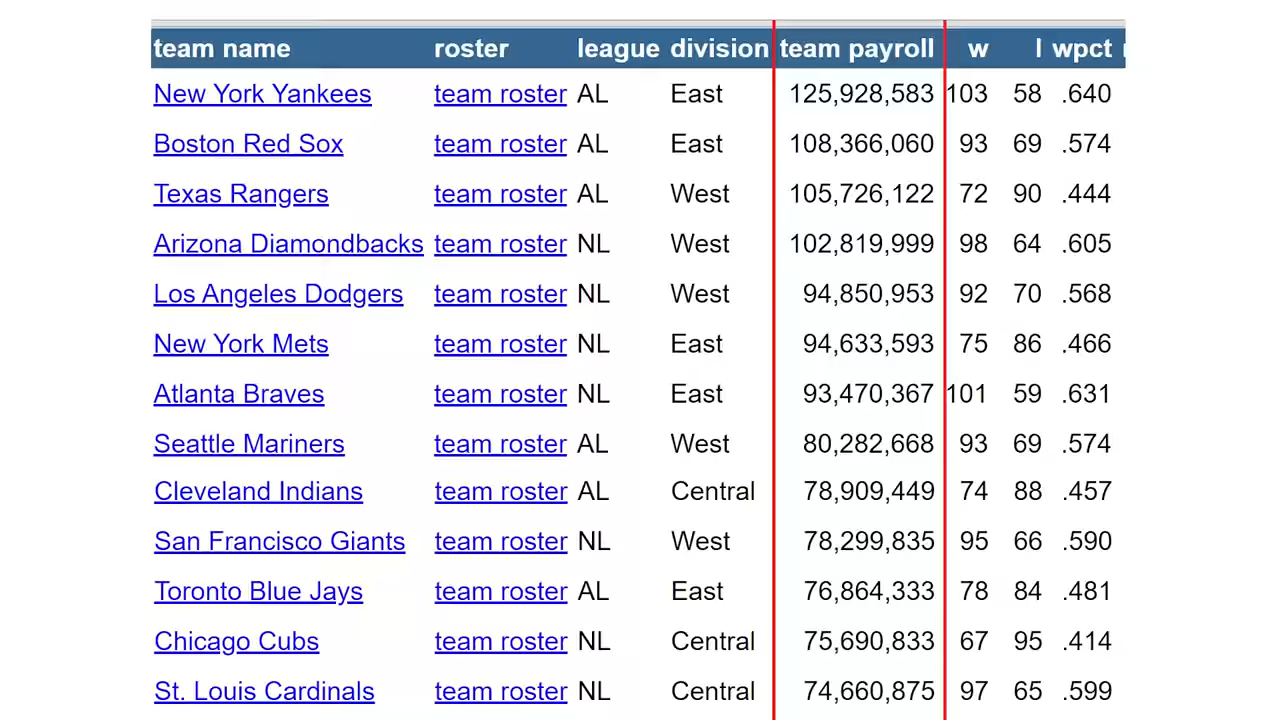 team name roster league division team payroll w l wpct
New York Yankees team roster AL East 125,928,583 103 58 .640
Boston Red Sox team roster AL East 108,366,060 93 69 .574
Texas Rangers team roster AL West 105,726,122 72 90 .444
Arizona Diamondbacks team roster NL West 102,819,999 98 64 .605
Los Angeles Dodgers team roster NL West 94,850,953 92 70 .568
New York Mets team roster NL East 94,633,593 75 86 .466
Atlanta Braves team roster NL East 93,470,367 101 59 .631
Seattle Mariners team roster AL West 80,282,668 93 69 .574
Cleveland Indians team roster AL Central 78,909,449 74 88 .457
San Francisco Giants team roster NL West 78,299,835 95 66 .590
Toronto Blue Jays team roster AL East 76,864,333 78 84 .481
Chicago Cubs team roster NL Central 75,690,833 67 95 .414
St. Louis Cardinals team roster NL Central 74,660,875 97 65 .599